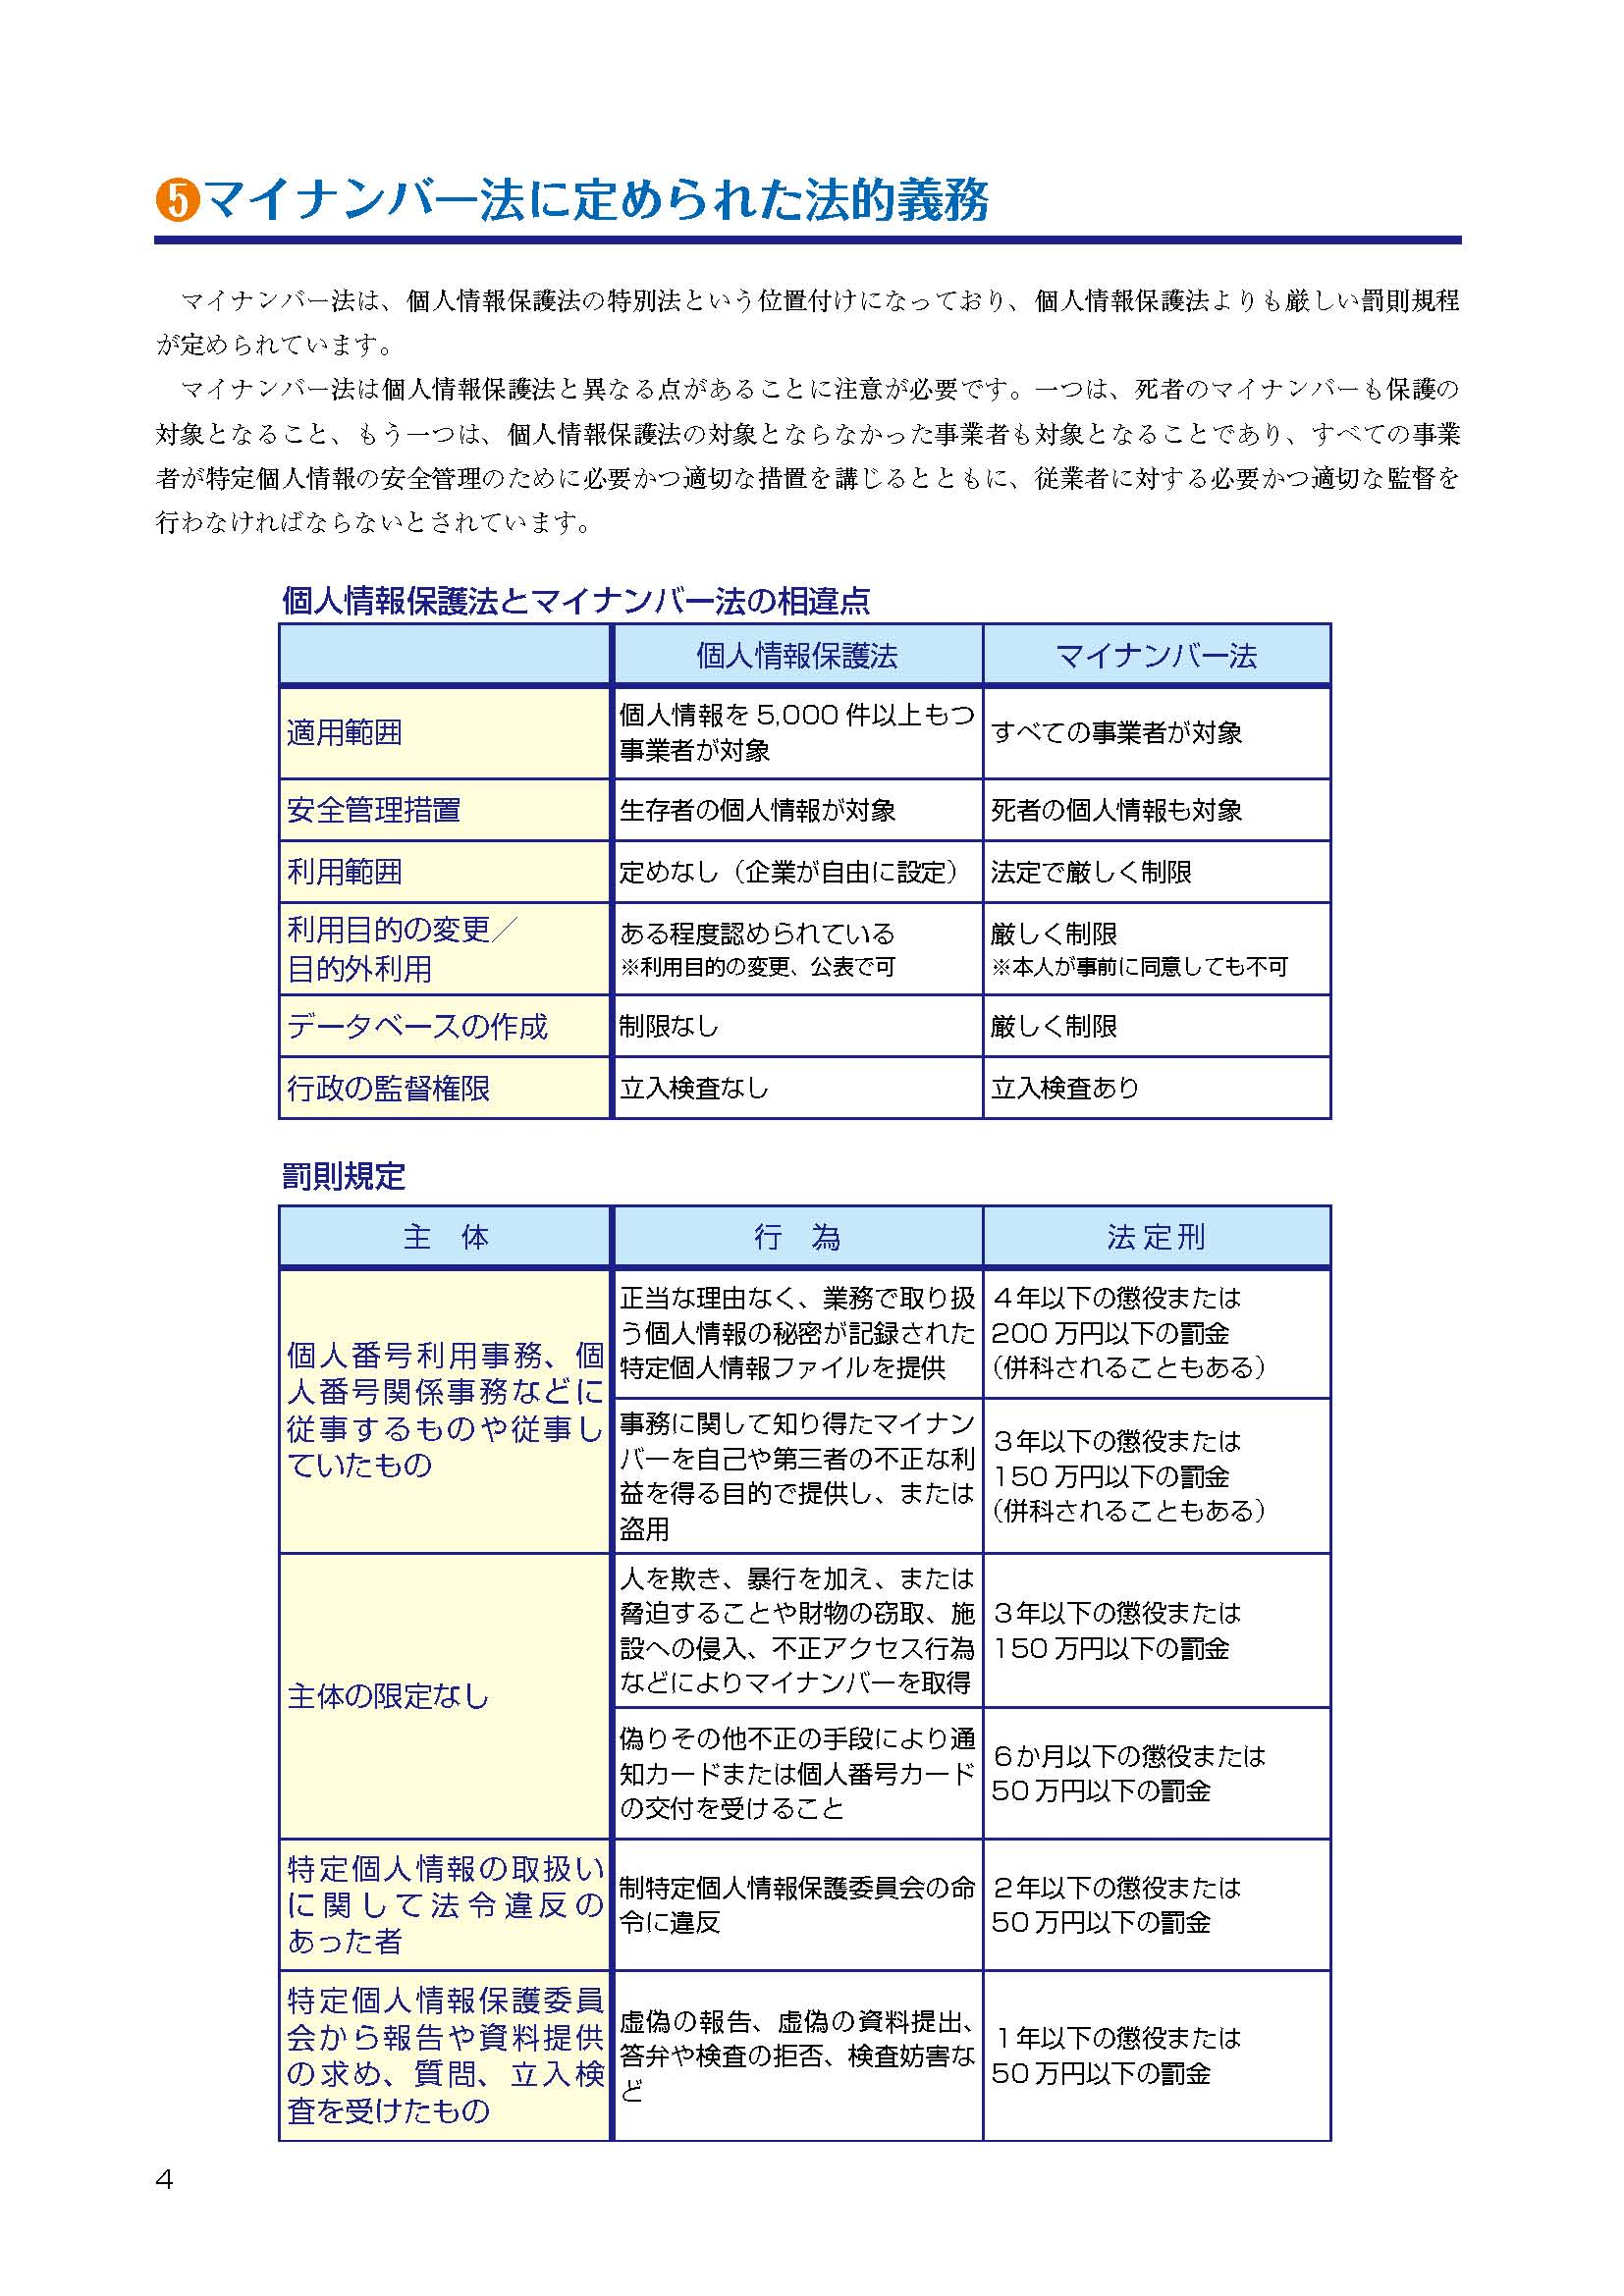 ❺マイナンバー法に定められた法的義務
マイナンバー法は、個人情報保護法の特別法という位置付けになっており、個人情報保護法よりも厳しい罰則規程
が定められています。
マイナンバー法は個人情報保護法と異なる点があることに注意が必要です。一つは、死者のマイナンバーも保護の
対象となること、もう一つは、個人情報保護法の対象とならなかった事業者も対象となることであり、すべての事業
者が特定個人情報の安全管理のために必要かつ適切な措置を講じるとともに、従業者に対する必要かつ適切な監督を
行わなければならないとされています。
個人情報保護法とマイナンバー法の相違点
個人情報保護法
マイナンバー法
適用範囲
個人情報を 5,000 件以上もつ
事業者が対象
すべての事業者が対象
安全管理措置
生存者の個人情報が対象
死者の個人情報も対象
利用範囲
定めなし（企業が自由に設定）
法定で厳しく制限
利用目的の変更／
目的外利用
ある程度認められている
※利用目的の変更、公表で可
厳しく制限
※本人が事前に同意しても不可
データベースの作成
制限なし
厳しく制限
行政の監督権限
立入検査なし
立入検査あり
罰則規定
主　体
行　為
法定刑
個人番号利用事務、個
人番号関係事務などに
従事するものや従事し
ていたもの
正当な理由なく、業務で取り扱
う個人情報の秘密が記録された
特定個人情報ファイルを提供
４年以下の懲役または
200 万円以下の罰金
（併科されることもある）
事務に関して知り得たマイナン
バーを自己や第三者の不正な利
益を得る目的で提供し、または
盗用
３年以下の懲役または
150 万円以下の罰金
（併科されることもある）
主体の限定なし
人を欺き、暴行を加え、または
脅迫することや財物の窃取、施
設への侵入、不正アクセス行為
などによりマイナンバーを取得
３年以下の懲役または
150 万円以下の罰金
偽りその他不正の手段により通
知カードまたは個人番号カード
の交付を受けること
６か月以下の懲役または
50 万円以下の罰金
特定個人情報の取扱い
に関して法令違反の
あった者
制特定個人情報保護委員会の命
令に違反
２年以下の懲役または
50 万円以下の罰金
特定個人情報保護委員
会から報告や資料提供
の求め、質問、立入検
査を受けたもの
虚偽の報告、虚偽の資料提出、
答弁や検査の拒否、検査妨害な
ど
１年以下の懲役または
50 万円以下の罰金
4